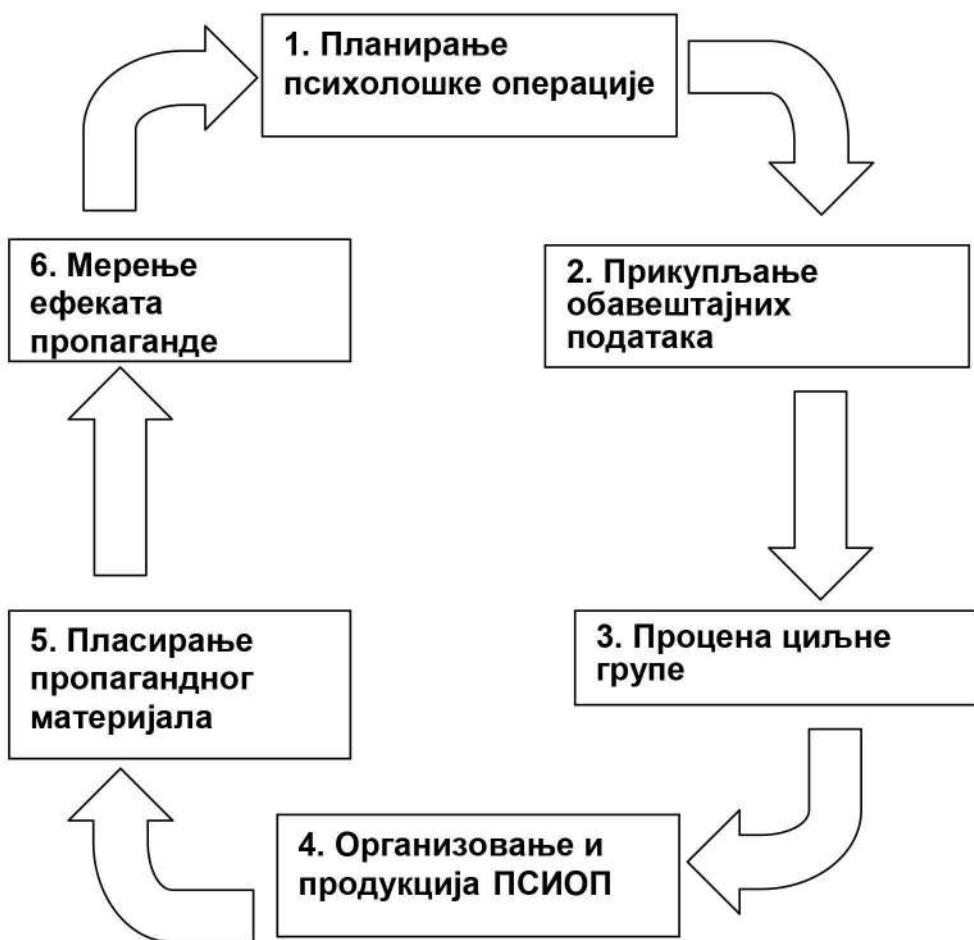 1. Планирање
психолошке операције
2. Прикупљање
обавештајних
података
3. Процена циљне
групе
4. Организовање и
продукција ПСИОП
5. Пласирање
пропагандног
материјала
6. Мерење
ефеката
пропаганде